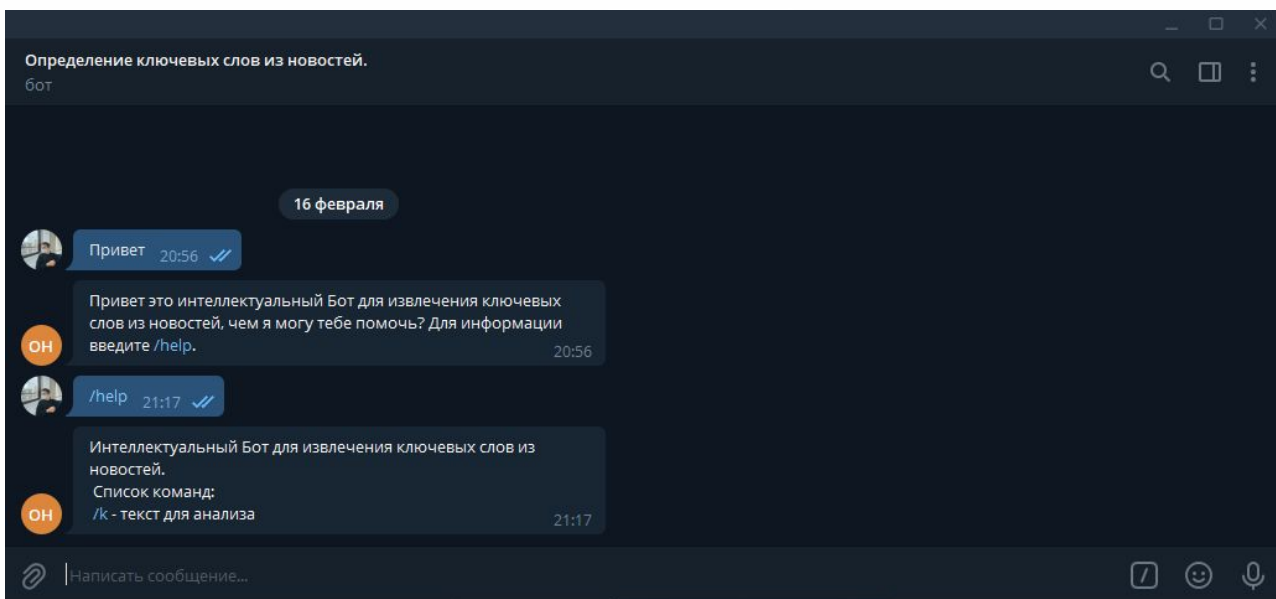 Определение ключевых слов из новостей.
бот
16 февраля
Привет 20:56
Привет это интеллектуальный Бот для извлечения ключевых
слов из новостей, чем я могу тебе помочь? Для информации
введите /help.
20:56
ОН
/help 21:17
Интеллектуальный Бот для извлечения ключевых слов из
новостей.
Список команд:
/k - текст для анализа
21:17
ОН
Написать сообщение...